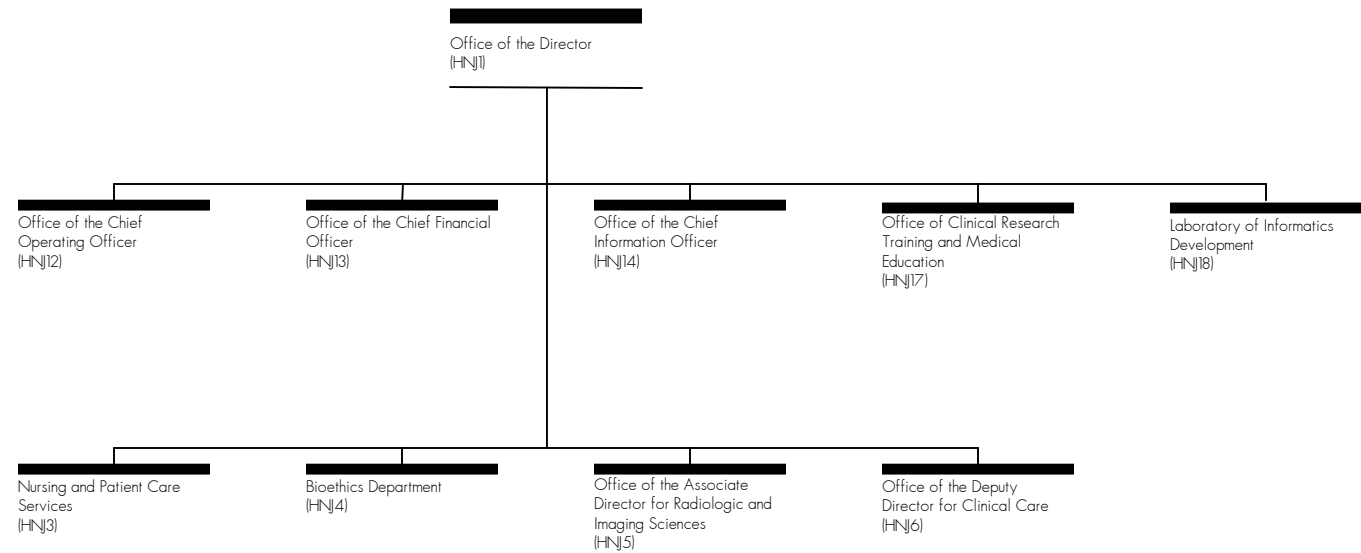 Office of the Director
(HNJ1)
Office of the Chief
Operating Officer
(HNJ12)
Office of the Chief Financial
Officer
(HNJ13)
Office of the Chief
Information Officer
(HNJ14)
Office of Clinical Research
Training and Medical
Education
(HNJ17)
Laboratory of Informatics
Development
(HNJ18)
Nursing and Patient Care
Services
(HNJ3)
Bioethics Department
(HNJ4)
Office of the Associate
Director for Radiologic and
Imaging Sciences
(HNJ5)
Office of the Deputy
Director for Clinical Care
(HNJ6)